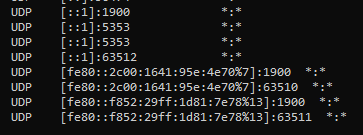 UDP [::1]:1900 *:*
UDP [::1]:5353 *:*
UDP [::1]:5353 *:*
UDP [::1]:63512 *:*
UDP [fe80::2c00:1641:95e:4e70%7]:1900 *:*
UDP [fe80::2c00:1641:95e:4e70%7]:63510 *:*
UDP [fe80::f852:29ff:1d81:7e78%13]:1900 *:*
UDP [fe80::f852:29ff:1d81:7e78%13]:63511 *:*